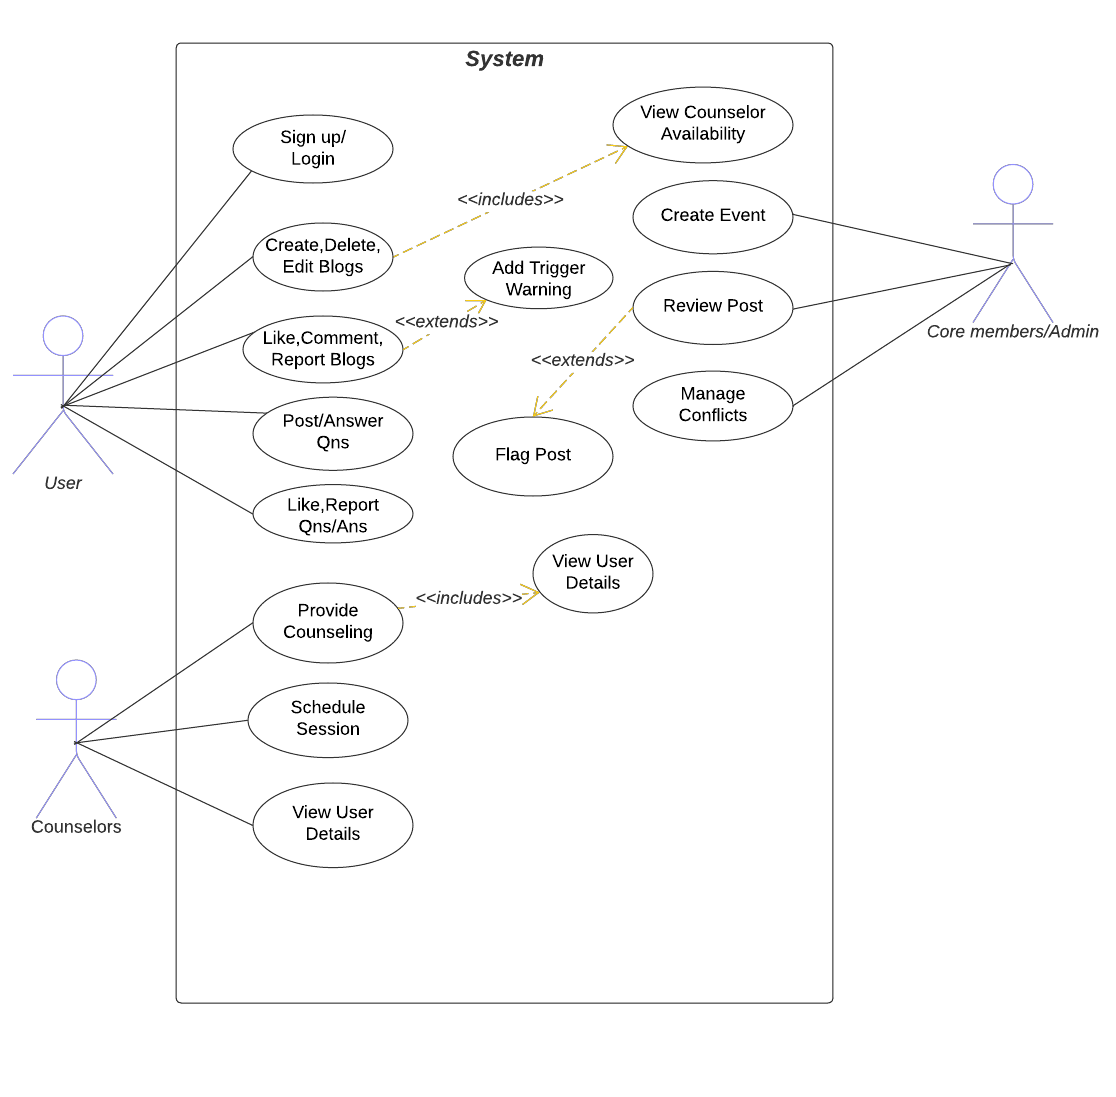 System
Sign up/
Login
View Counselor
Availability
<<includes>>
Create Event
Create,Delete,
Edit Blogs
Add Trigger
Warning
Review Post
<<extends>>
Like,Comment,
Report Blogs
<<extends>>
Manage
Conflicts
Post/Answer
Qns
Flag Post
Like,Report
Qns/Ans
User
Core members/Admin
View User
Details
<<includes>>
Provide
Counseling
Schedule
Session
View User
Details
Counselors